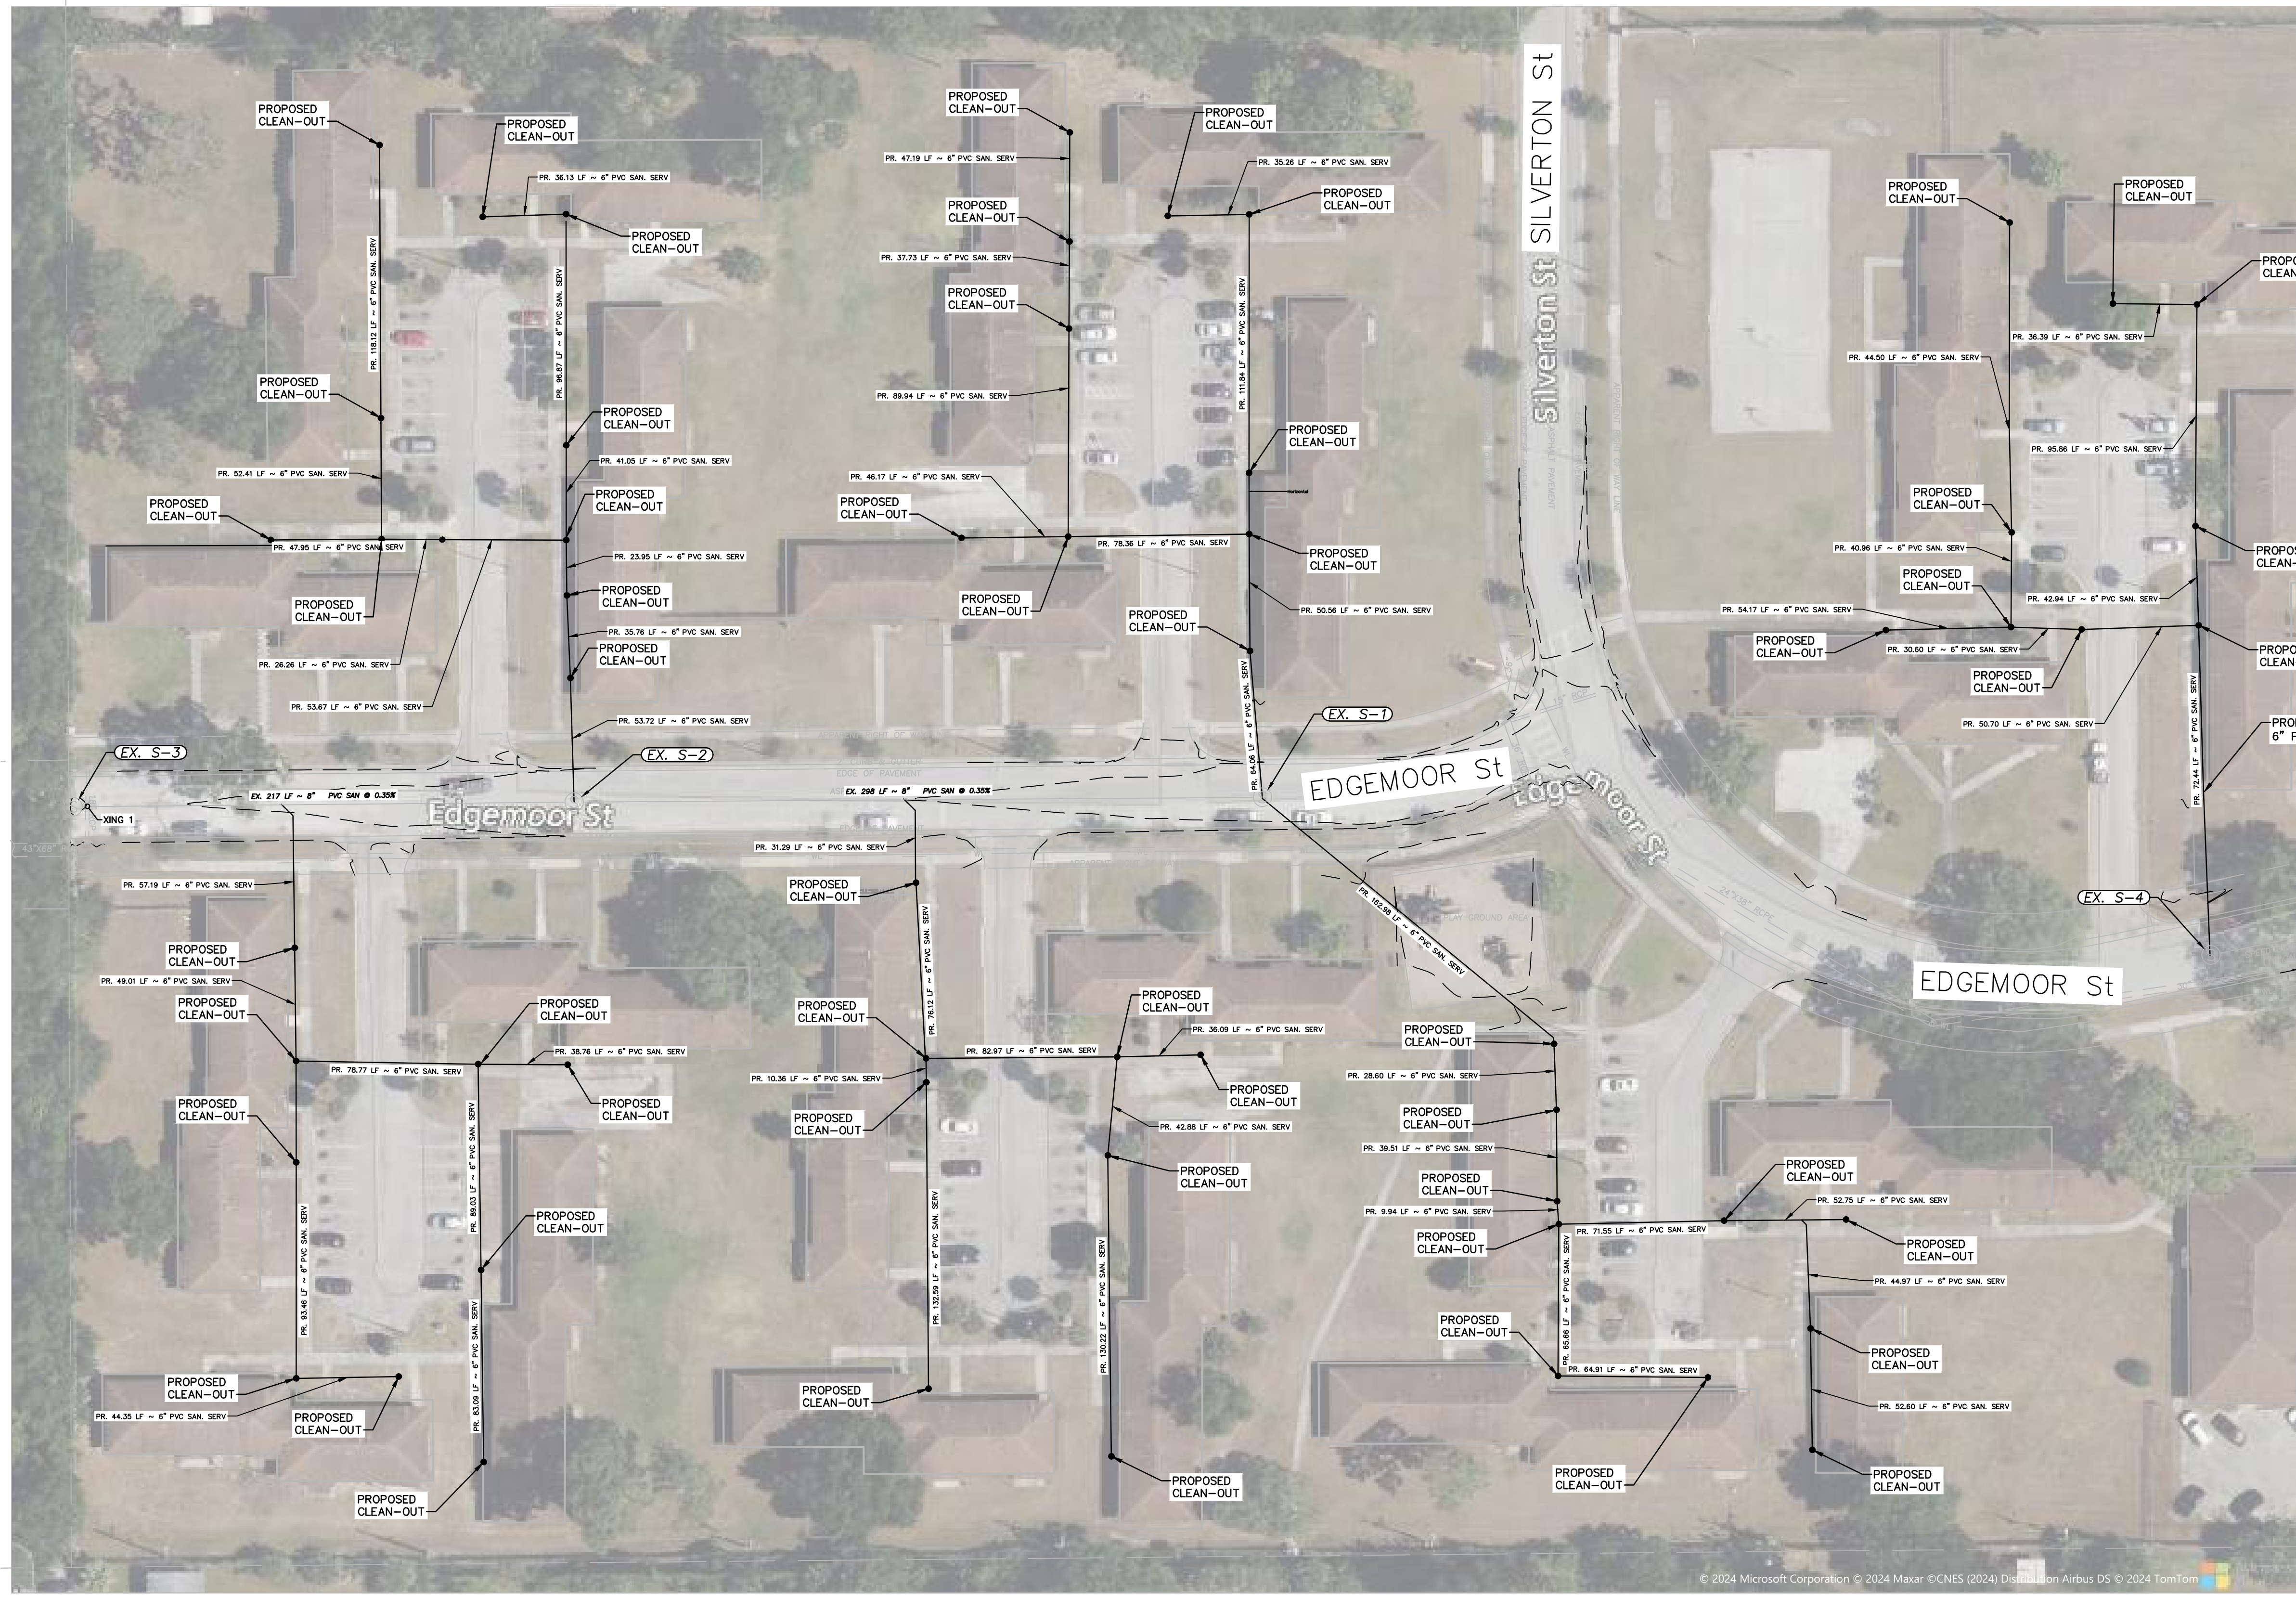 SILVERTON St
Silverton St
PROPOSED
CLEAN-OUT
PROPOSED
CLEAN-OUT
PR. 36.13 LF ~ 6" PVC SAN. SERV
PROPOSED
CLEAN-OUT
PR. 118.12 LF ~ 6" PVC SAN. SERV
PR. 96.87 LF ~ 6" PVC SAN. SERV
PROPOSED
CLEAN-OUT
PROPOSED
CLEAN-OUT
PR. 41.05 LF ~ 6" PVC SAN. SERV
PR. 52.41 LF ~ 6" PVC SAN. SERV
PROPOSED
CLEAN-OUT
PROPOSED
CLEAN-OUT
PR. 47.95 LF ~ 6" PVC SAN. SERV
PR. 23.95 LF ~ 6" PVC SAN. SERV
PROPOSED
CLEAN-OUT
PROPOSED
CLEAN-OUT
PR. 35.76 LF ~ 6" PVC SAN. SERV
PROPOSED
CLEAN-OUT
PR. 26.26 LF ~ 6" PVC SAN. SERV
PR. 53.67 LF ~ 6" PVC SAN. SERV
PR. 53.72 LF ~ 6" PVC SAN. SERV
EX. S-3
EX. S-2
XING 1
EX. 217 LF ~ 8" PVC SAN @ 0.35%
Edgemoor St
PROPOSED
CLEAN-OUT
PROPOSED
CLEAN-OUT
PR. 47.19 LF ~ 6" PVC SAN. SERV
PR. 35.26 LF ~ 6" PVC SAN. SERV
PROPOSED
CLEAN-OUT
PROPOSED
CLEAN-OUT
PR. 37.73 LF ~ 6" PVC SAN. SERV
PROPOSED
CLEAN-OUT
PR. 111.84 LF ~ 6" PVC SAN. SERV
PR. 89.94 LF ~ 6" PVC SAN. SERV
PROPOSED
CLEAN-OUT
PR. 46.17 LF ~ 6" PVC SAN. SERV
Horizontal
PROPOSED
CLEAN-OUT
PR. 78.36 LF ~ 6" PVC SAN. SERV
PROPOSED
CLEAN-OUT
PROPOSED
CLEAN-OUT
PROPOSED
CLEAN-OUT
PR. 50.56 LF ~ 6" PVC SAN. SERV
PR. 64.06 LF ~ 6" PVC SAN. SERV
EX. S-1
EDGE OF PAVEMENT
EX. 298 LF ~ 8" PVC SAN @ 0.35%
EDGEMOOR St
Edgemoor St
PROPOSED
CLEAN-OUT
PROPOSED
CLEAN-OUT
PROPO
CLEAN
PR. 36.39 LF ~ 6" PVC SAN. SERV
PR. 44.50 LF ~ 6" PVC SAN. SERV
PR. 95.86 LF ~ 6" PVC SAN. SERV
PROPOSED
CLEAN-OUT
PR. 40.96 LF ~ 6" PVC SAN. SERV
PROPOS
CLEAN-
PROPOSED
CLEAN-OUT
PR. 42.94 LF ~ 6" PVC SAN. SERV
PR. 54.17 LF ~ 6" PVC SAN. SERV
PROPOSED
CLEAN-OUT
PR. 30.60 LF ~ 6" PVC SAN. SERV
PROPO
CLEAN
PROPOSED
CLEAN-OUT
PR. 50.70 LF ~ 6" PVC SAN. SERV
PR. 72.44 LF ~ 6" PVC SAN. SERV
PRO
6" P
EX. S-4
24"X38" RCPE
EDGEMOOR St
43"X68" R
PR. 57.19 LF ~ 6" PVC SAN. SERV
PROPOSED
CLEAN-OUT
PR. 49.01 LF ~ 6" PVC SAN. SERV
PROPOSED
CLEAN-OUT
PROPOSED
CLEAN-OUT
PR. 38.76 LF ~ 6" PVC SAN. SERV
PR. 78.77 LF ~ 6" PVC SAN. SERV
PROPOSED
CLEAN-OUT
PROPOSED
CLEAN-OUT
PR. 89.03 LF ~ 6" PVC SAN. SERV
PROPOSED
CLEAN-OUT
PR. 93.46 LF ~ 6" PVC SAN. SERV
PR. 83.09 LF ~ 6" PVC SAN. SERV
PROPOSED
CLEAN-OUT
PR. 44.35 LF ~ 6" PVC SAN. SERV
PROPOSED
CLEAN-OUT
PROPOSED
CLEAN-OUT
PR. 31.29 LF ~ 6" PVC SAN. SERV
PROPOSED
CLEAN-OUT
PR. 76.12 LF ~ 6" PVC SAN. SERV
PROPOSED
CLEAN-OUT
PROPOSED
CLEAN-OUT
PR. 36.09 LF ~ 6" PVC SAN. SERV
PR. 82.97 LF ~ 6" PVC SAN. SERV
PR. 10.36 LF ~ 6" PVC SAN. SERV
PROPOSED
CLEAN-OUT
PROPOSED
CLEAN-OUT
PR. 42.88 LF ~ 6" PVC SAN. SERV
PROPOSED
CLEAN-OUT
PR. 132.59 LF ~ 6" PVC SAN. SERV
PR. 130.22 LF ~ 6" PVC SAN. SERV
PROPOSED
CLEAN-OUT
PROPOSED
CLEAN-OUT
PR. 162.98 LF ~ 6" PVC SAN. SERV
PLAY GROUND AREA
PROPOSED
CLEAN-OUT
PR. 28.60 LF ~ 6" PVC SAN. SERV
PROPOSED
CLEAN-OUT
PR. 39.51 LF ~ 6" PVC SAN. SERV
PROPOSED
CLEAN-OUT
PROPOSED
CLEAN-OUT
PR. 52.75 LF ~ 6" PVC SAN. SERV
PR. 9.94 LF ~ 6" PVC SAN. SERV
PR. 71.55 LF ~ 6" PVC SAN. SERV
PROPOSED
CLEAN-OUT
PROPOSED
CLEAN-OUT
PR. 65.66 LF ~ 6" PVC SAN. SERV
PR. 44.97 LF ~ 6" PVC SAN. SERV
PROPOSED
CLEAN-OUT
PROPOSED
CLEAN-OUT
PR. 64.91 LF ~ 6" PVC SAN. SERV
PR. 52.60 LF ~ 6" PVC SAN. SERV
PROPOSED
CLEAN-OUT
PROPOSED
CLEAN-OUT
© 2024 Microsoft Corporation © 2024 Maxar ©CNES (2024) Distribution Airbus DS © 2024 TomTom